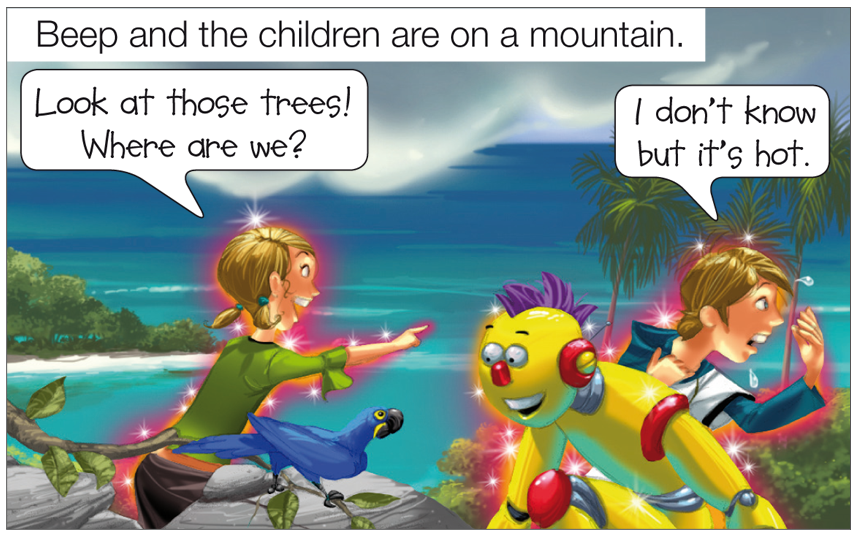 Beep and the children are on a mountain.
Look at those trees!
Where are we?
I don't know
but it's hot.